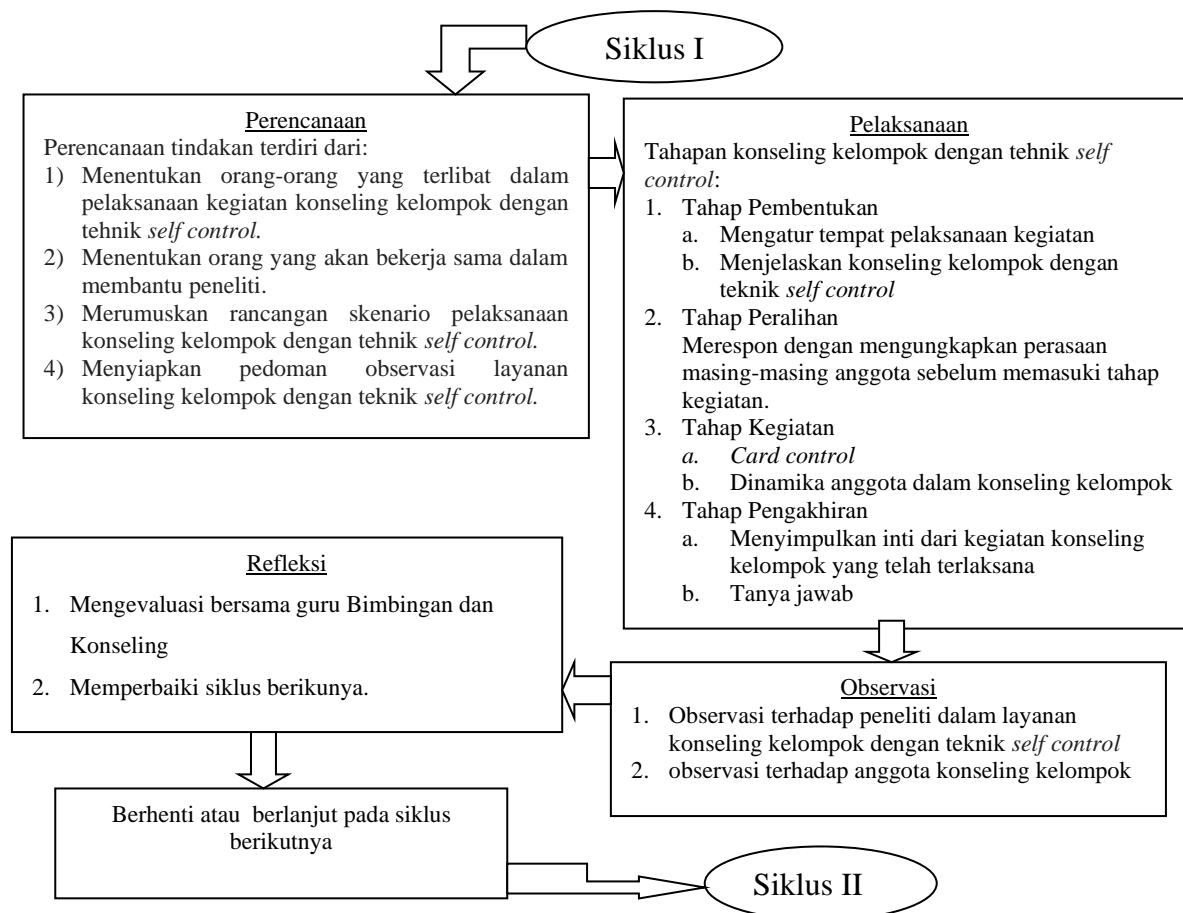 Siklus I
Perencanaan
Perencanaan tindakan terdiri dari:
1) Menentukan orang-orang yang terlibat dalam
pelaksanaan kegiatan konseling kelompok dengan
tehnik self control.
2) Menentukan orang yang akan bekerja sama dalam
membantu peneliti.
3) Merumuskan rancangan skenario pelaksanaan
konseling kelompok dengan tehnik self control.
4) Menyiapkan pedoman observasi layanan
konseling kelompok dengan teknik self control.
Pelaksanaan
Tahapan konseling kelompok dengan tehnik self
control:
1. Tahap Pembentukan
a. Mengatur tempat pelaksanaan kegiatan
b. Menjelaskan konseling kelompok dengan
teknik self control
2. Tahap Peralihan
Merespon dengan mengungkapkan perasaan
masing-masing anggota sebelum memasuki tahap
kegiatan.
3. Tahap Kegiatan
a. Card control
b. Dinamika anggota dalam konseling kelompok
4. Tahap Pengakhiran
a. Menyimpulkan inti dari kegiatan konseling
kelompok yang telah terlaksana
b. Tanya jawab
Observasi
1. Observasi terhadap peneliti dalam layanan
konseling kelompok dengan teknik self control
2. observasi terhadap anggota konseling kelompok
Refleksi
1. Mengevaluasi bersama guru Bimbingan dan
Konseling
2. Memperbaiki siklus berikunya.
Berhenti atau berlanjut pada siklus
berikutnya
Siklus II